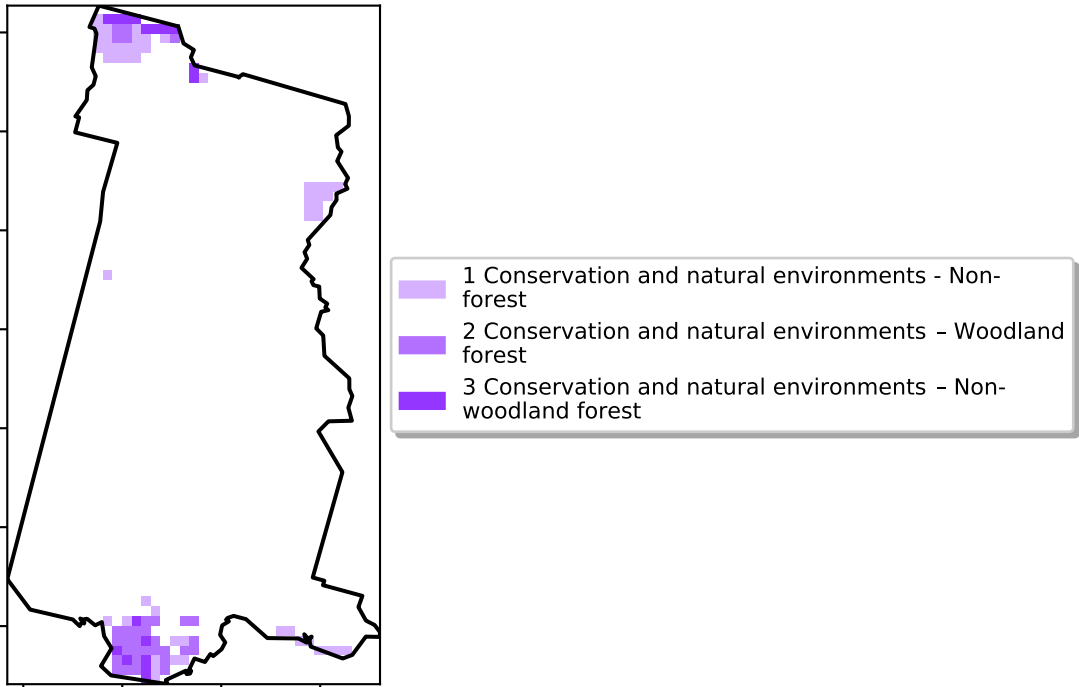 1 Conservation and natural environments - Non-
forest
2 Conservation and natural environments – Woodland
forest
3 Conservation and natural environments – Non-
woodland forest